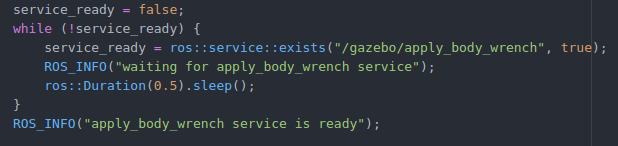 service_ready = false;
while (!service_ready) {
    service_ready = ros::service::exists("/gazebo/apply_body_wrench", true);
    ROS_INFO("waiting for apply_body_wrench service");
    ros::Duration(0.5).sleep();
}
ROS_INFO("apply_body_wrench service is ready");